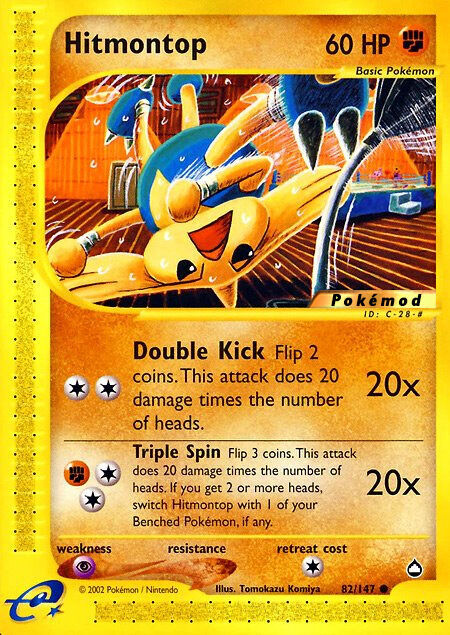 Hitmontop 60 HP
Basic Pokémon
Pokémod
ID: C-28-#
Double Kick Flip 2
coins. This attack does 20
damage times the number
of heads.
20x
Triple Spin Flip 3 coins. This attack
does 20 damage times the number of
heads. If you get 2 or more heads,
switch Hitmontop with 1 of your
Benched Pokémon, if any.
20x
weakness resistance retreat cost
© 2002 Pokémon / Nintendo Illus. Tomokazu Komiya 82/147
e